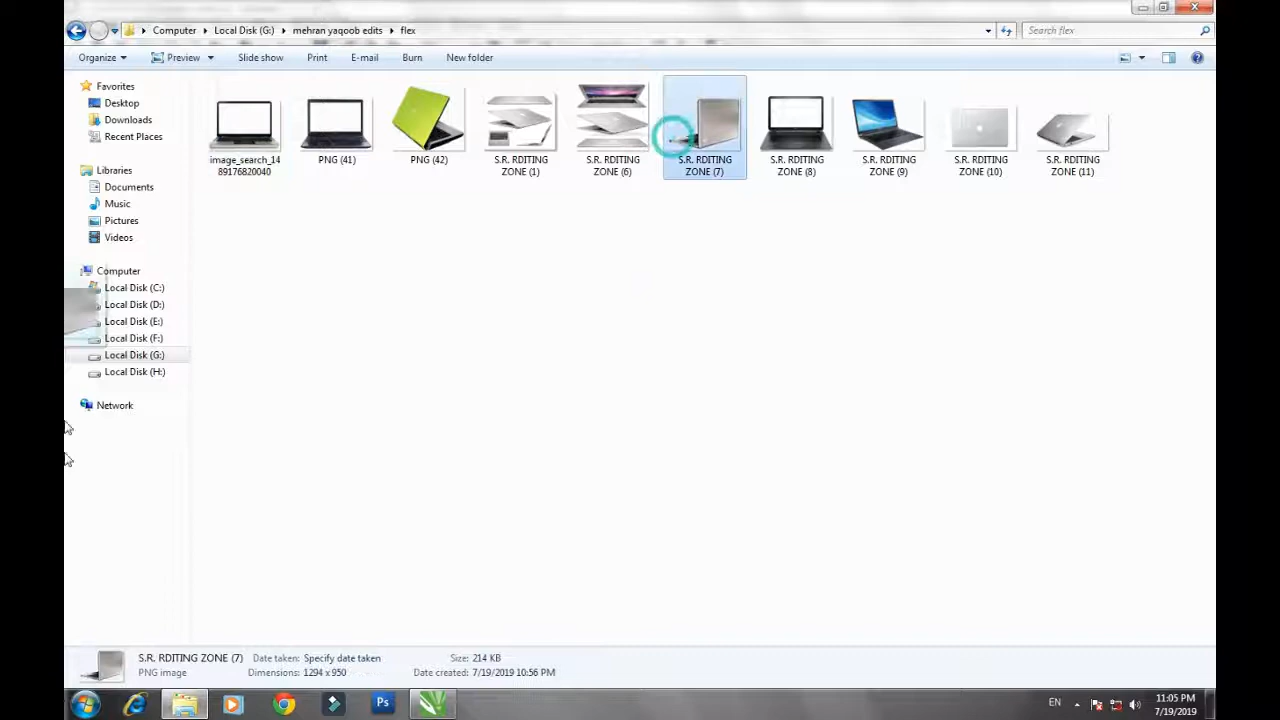 Computer
Local Disk (G:)
mehran yaqoob edits
flex
Search flex
Organize
Preview
Slide show
Print
E-mail
Burn
New folder
Favorites
Desktop
Downloads
Recent Places
Libraries
Documents
Music
Pictures
Videos
Computer
Local Disk (C:)
Local Disk (D:)
Local Disk (E:)
Local Disk (F:)
Local Disk (G:)
Local Disk (H:)
Network
image_search_14
89176820040
PNG (41)
PNG (42)
S.R. RDITING
ZONE (1)
S.R. RDITING
ZONE (6)
S.R. RDITING
ZONE (7)
S.R. RDITING
ZONE (8)
S.R. RDITING
ZONE (9)
S.R. RDITING
ZONE (10)
S.R. RDITING
ZONE (11)
S.R. RDITING ZONE (7)
Date taken: Specify date taken
Size: 214 KB
PNG image
Dimensions: 1294 x 950
Date created: 7/19/2019 10:56 PM
Ps
EN
11:05 PM
7/19/2019